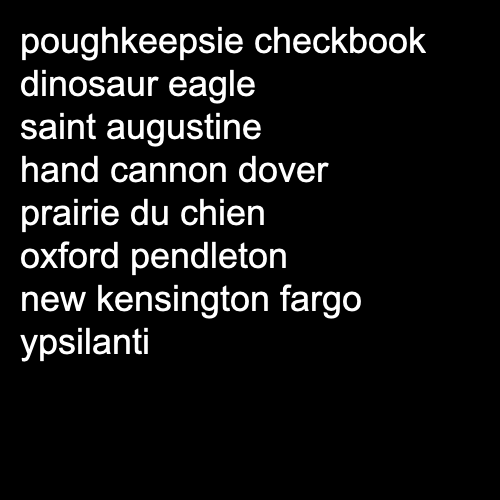 poughkeepsie checkbook
dinosaur eagle
saint augustine
hand cannon dover
prairie du chien
oxford pendleton
new kensington fargo
ypsilanti